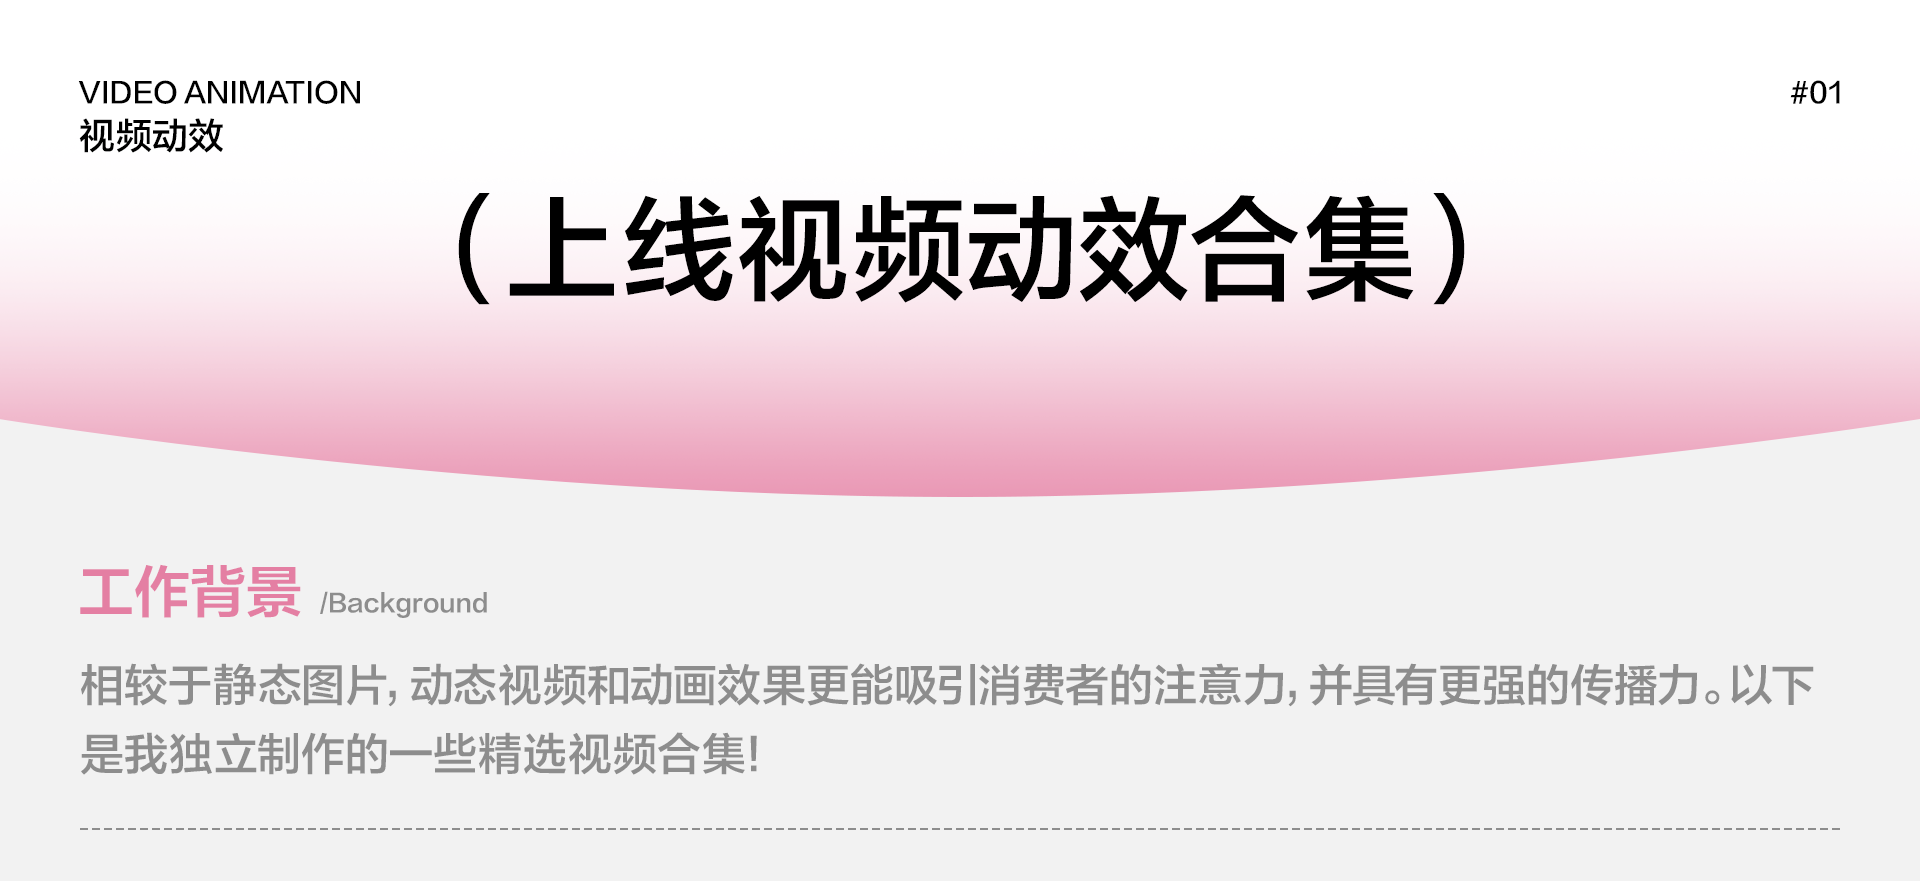 VIDEO ANIMATION
#01
视频动效
（上线视频动效合集）
工作背景 /Background
相较于静态图片，动态视频和动画效果更能吸引消费者的注意力，并具有更强的传播力。以下
是我独立制作的一些精选视频合集！